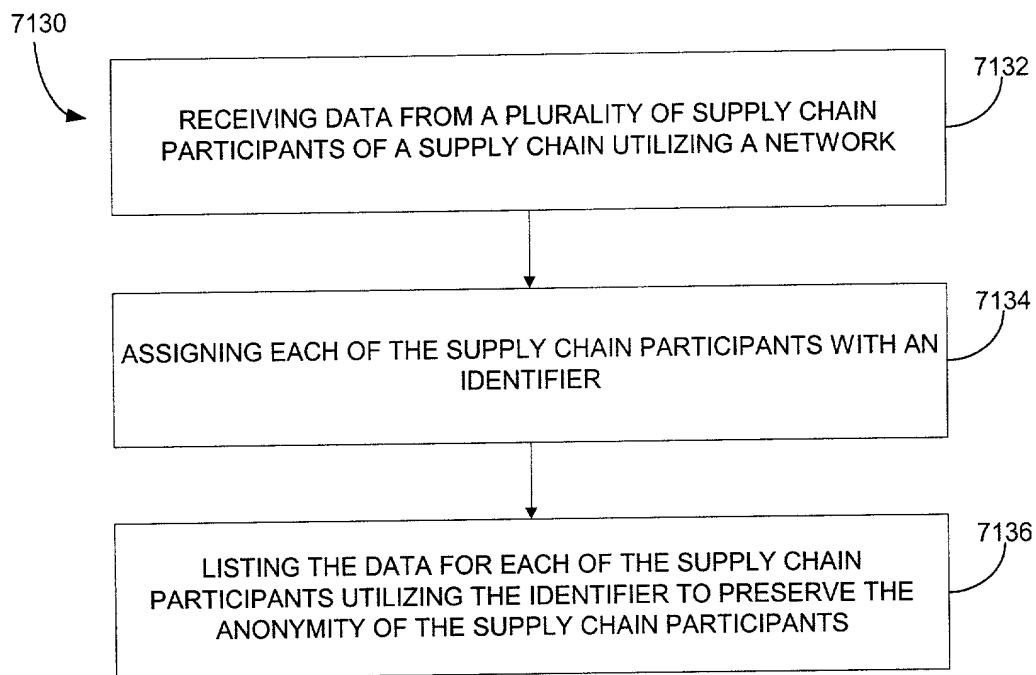 7130
7132
RECEIVING DATA FROM A PLURALITY OF SUPPLY CHAIN
PARTICIPANTS OF A SUPPLY CHAIN UTILIZING A NETWORK
7134
ASSIGNING EACH OF THE SUPPLY CHAIN PARTICIPANTS WITH AN
IDENTIFIER
7136
LISTING THE DATA FOR EACH OF THE SUPPLY CHAIN
PARTICIPANTS UTILIZING THE IDENTIFIER TO PRESERVE THE
ANONYMITY OF THE SUPPLY CHAIN PARTICIPANTS